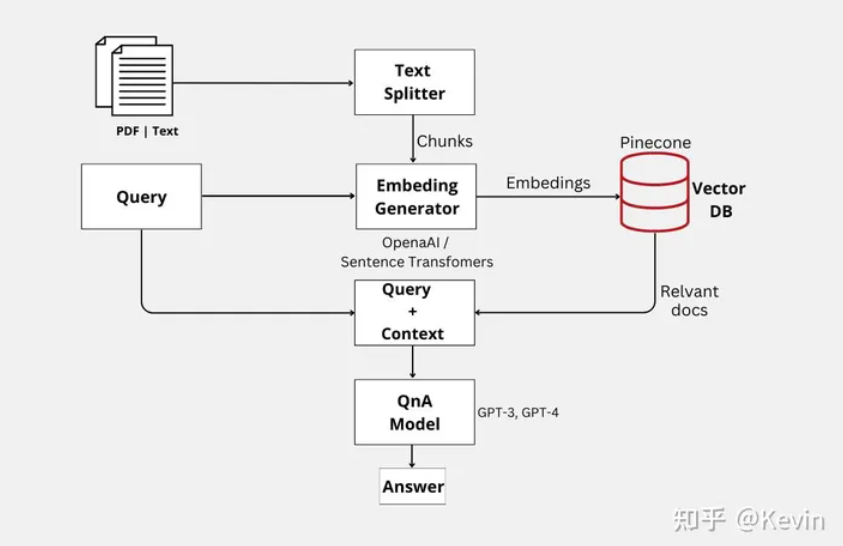 Text
Splitter
PDF | Text
Chunks
Pinecone
Query
Embeding
Generator
Embedings
Vector
DB
OpenaAI /
Sentence Transfomers
Query
+
Context
Relvant
docs
QnA
Model
GPT-3, GPT-4
Answer
知乎 @Kevin